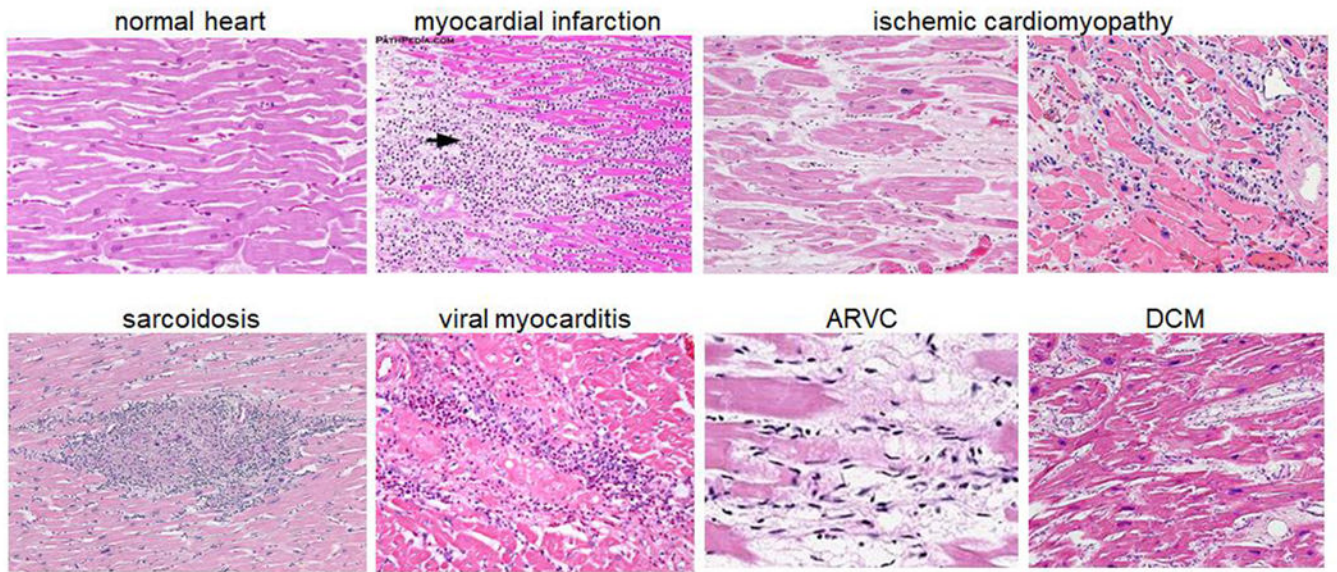 normal heart
myocardial infarction
ischemic cardiomyopathy
PATHPEDIA.COM
sarcoidosis
viral myocarditis
ARVC
DCM